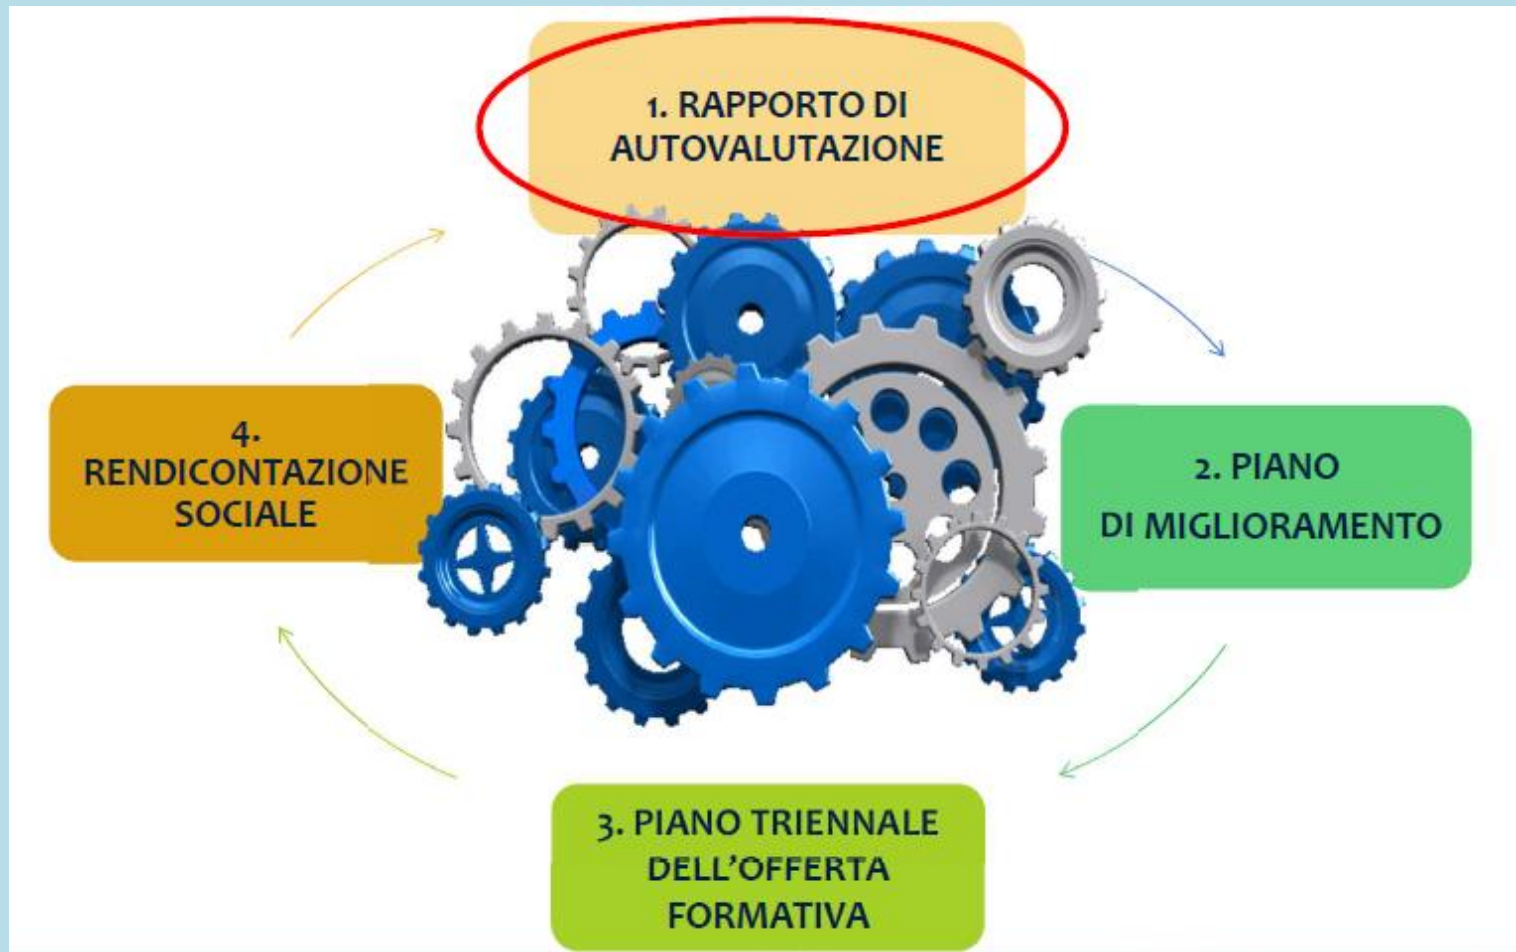 1. RAPPORTO DI
AUTOVALUTAZIONE
2. PIANO
DI MIGLIORAMENTO
3. PIANO TRIENNALE
DELL’OFFERTA
FORMATIVA
4.
RENDICONTAZIONE
SOCIALE